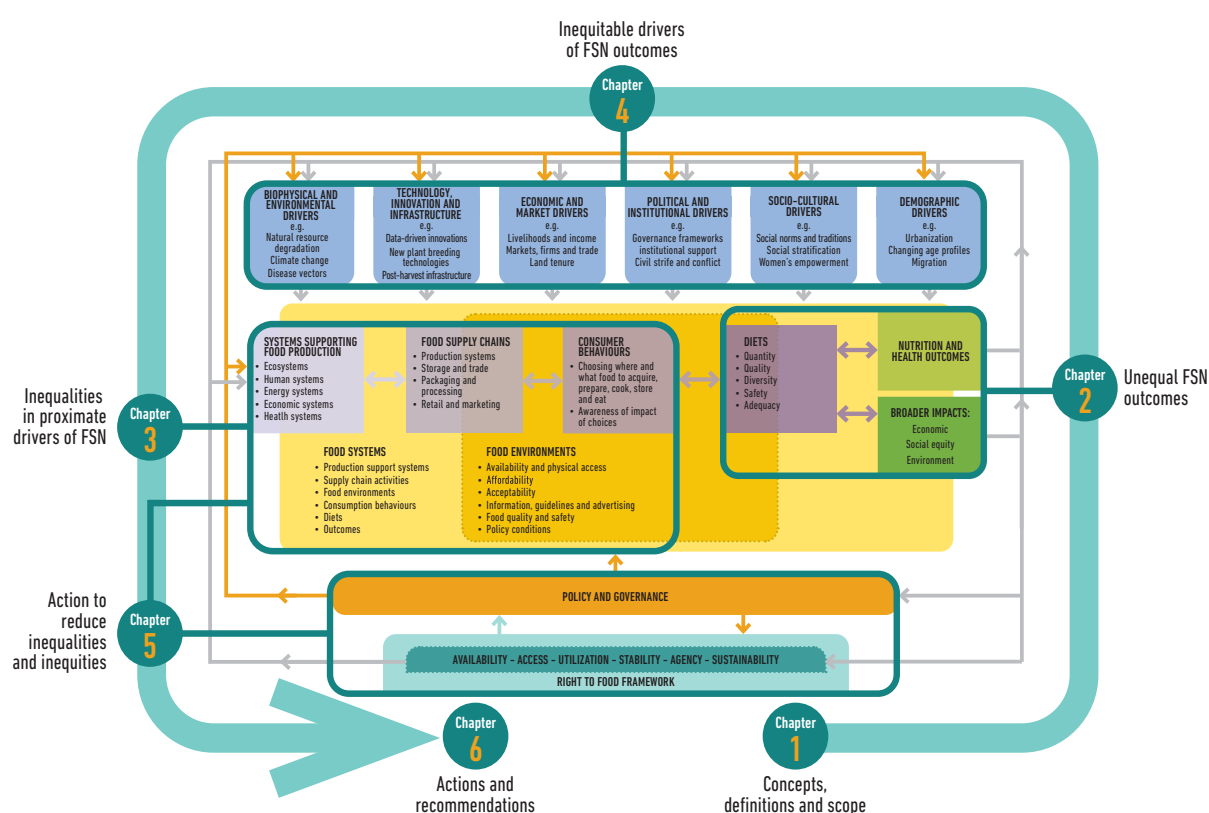 Inequitable drivers
of FSN outcomes
Chapter
4
BIOPHYSICAL AND
ENVIRONMENTAL
DRIVERS
e.g.
Natural resource
degradation
Climate change
Disease vectors
TECHNOLOGY,
INNOVATION AND
INFRASTRUCTURE
e.g.
Data-driven innovations
New plant breeding
technologies
Post-harvest infrastructure
ECONOMIC AND
MARKET DRIVERS
e.g.
Livelihoods and income
Markets, firms and trade
Land tenure
POLITICAL AND
INSTITUTIONAL DRIVERS
e.g.
Governance frameworks
institutional support
Civil strife and conflict
SOCIO-CULTURAL
DRIVERS
e.g.
Social norms and traditions
Social stratification
Women's empowerment
DEMOGRAPHIC
DRIVERS
e.g.
Urbanization
Changing age profiles
Migration
Inequalities
in proximate
drivers of FSN
Chapter
3
SYSTEMS SUPPORTING
FOOD PRODUCTION
• Ecosystems
• Human systems
• Energy systems
• Economic systems
• Health systems
FOOD SUPPLY CHAINS
• Production systems
• Storage and trade
• Packaging and
processing
• Retail and marketing
CONSUMER
BEHAVIOURS
• Choosing where and
what food to acquire,
prepare, cook, store
and eat
• Awareness of impact
of choices
DIETS
• Quantity
• Quality
• Diversity
• Safety
• Adequacy
NUTRITION AND
HEALTH OUTCOMES
BROADER IMPACTS:
Economic
Social equity
Environment
Chapter
2
Unequal FSN
outcomes
FOOD SYSTEMS
• Production support systems
• Supply chain activities
• Food environments
• Consumption behaviours
• Diets
• Outcomes
FOOD ENVIRONMENTS
• Availability and physical access
• Affordability
• Acceptability
• Information, guidelines and advertising
• Food quality and safety
• Policy conditions
Action to
reduce
inequalities
and inequities
Chapter
5
POLICY AND GOVERNANCE
AVAILABILITY – ACCESS – UTILIZATION – STABILITY – AGENCY – SUSTAINABILITY
RIGHT TO FOOD FRAMEWORK
Chapter
6
Actions and
recommendations
Chapter
1
Concepts,
definitions and scope